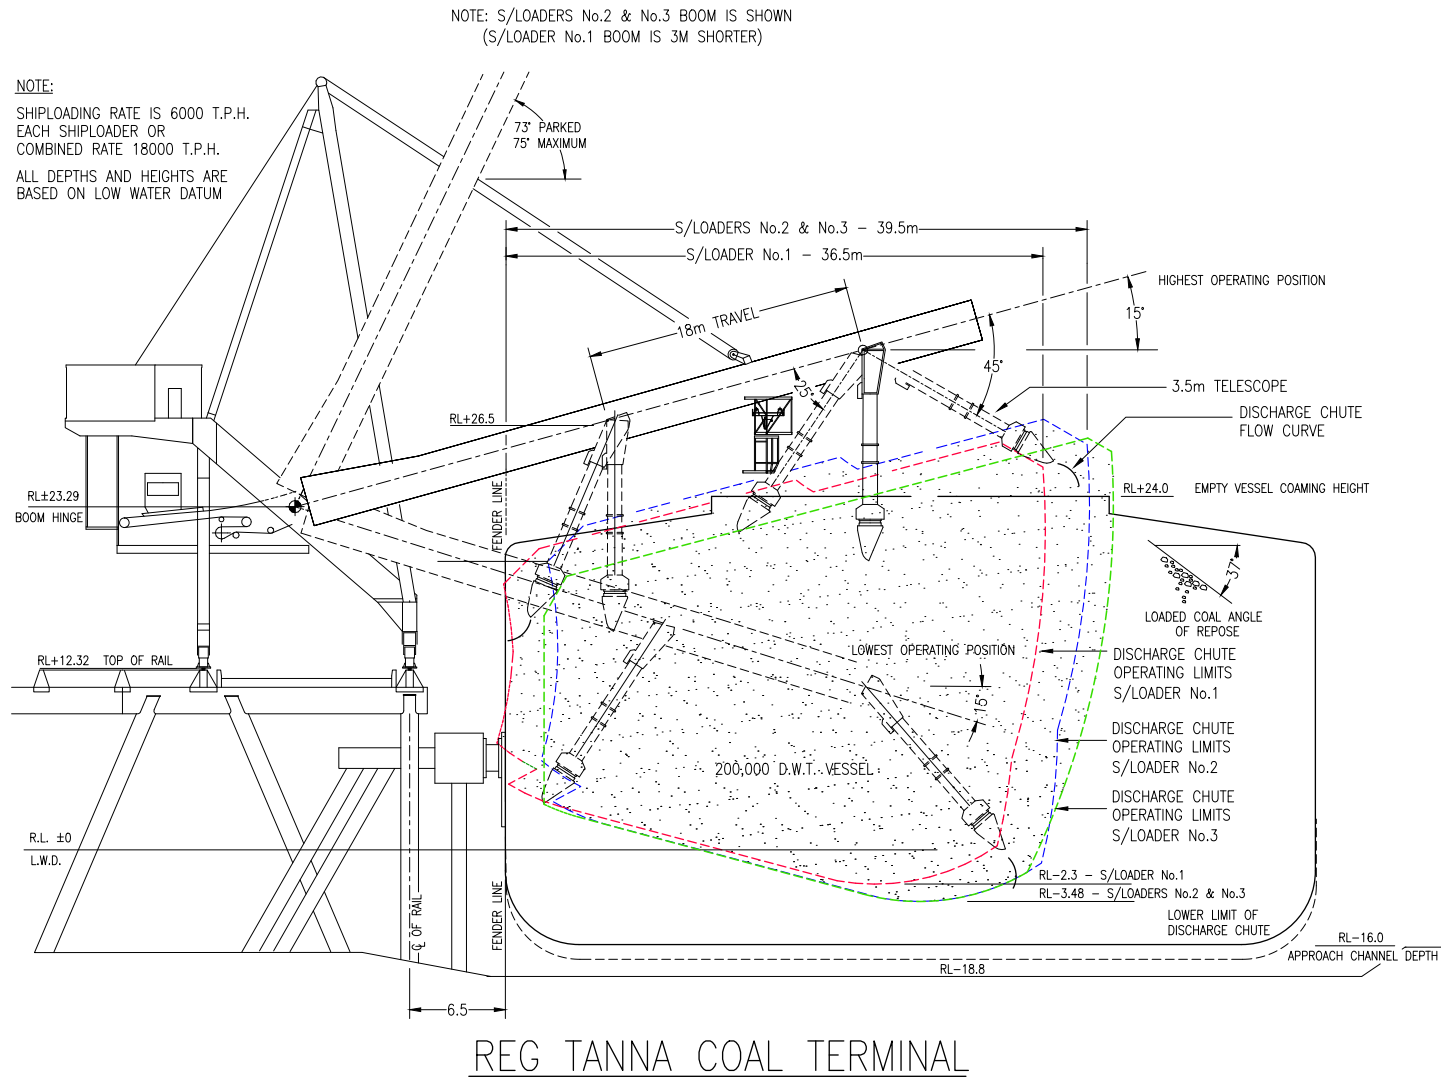 NOTE: S/LOADERS No.2 & No.3 BOOM IS SHOWN
(S/LOADER No.1 BOOM IS 3M SHORTER)
NOTE:
SHIPLOADING RATE IS 6000 T.P.H.
EACH SHIPLOADER OR
COMBINED RATE 18000 T.P.H.
ALL DEPTHS AND HEIGHTS ARE
BASED ON LOW WATER DATUM
73° PARKED
75° MAXIMUM
S/LOADERS No.2 & No.3 - 39.5m
S/LOADER No.1 - 36.5m
HIGHEST OPERATING POSITION
15°
18m TRAVEL
45°
25°
3.5m TELESCOPE
DISCHARGE CHUTE
FLOW CURVE
RL+26.5
RL±23.29
BOOM HINGE
FENDER LINE
RL+24.0
EMPTY VESSEL COAMING HEIGHT
37°
LOADED COAL ANGLE
OF REPOSE
RL+12.32 TOP OF RAIL
LOWEST OPERATING POSITION
15°
DISCHARGE CHUTE
OPERATING LIMITS
S/LOADER No.1
DISCHARGE CHUTE
OPERATING LIMITS
S/LOADER No.2
200,000 D.W.T. VESSEL
DISCHARGE CHUTE
OPERATING LIMITS
S/LOADER No.3
R.L. ±0
L.W.D.
RL-2.3 - S/LOADER No.1
RL-3.48 - S/LOADERS No.2 & No.3
℄ OF RAIL
FENDER LINE
LOWER LIMIT OF
DISCHARGE CHUTE
RL-16.0
APPROACH CHANNEL DEPTH
RL-18.8
6.5
REG TANNA COAL TERMINAL